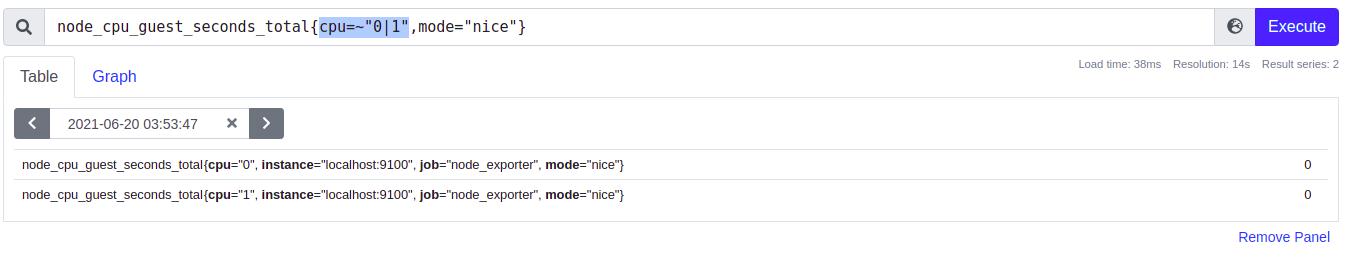 node_cpu_guest_seconds_total{cpu=~"0|1",mode="nice"} Execute
Table Graph Load time: 38ms Resolution: 14s Result series: 2
2021-06-20 03:53:47
node_cpu_guest_seconds_total{cpu="0", instance="localhost:9100", job="node_exporter", mode="nice"} 0
node_cpu_guest_seconds_total{cpu="1", instance="localhost:9100", job="node_exporter", mode="nice"} 0
Remove Panel